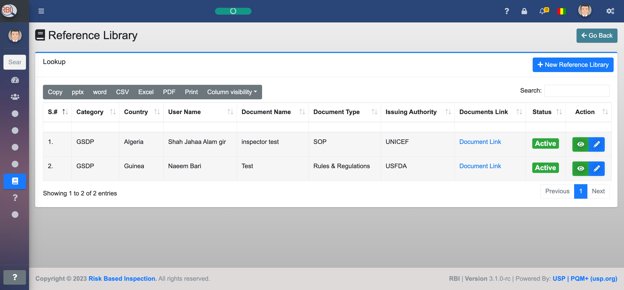 RBI
?
Reference Library
Go Back
Sear
Lookup
+ New Reference Library
Copy pptx word CSV Excel PDF Print Column visibility
Search:
S.# Category Country User Name Document Name Document Type Issuing Authority Documents Link Status Action
1. GSDP Algeria Shah Jahaa Alam gir inspector test SOP UNICEF Document Link Active
2. GSDP Guinea Naeem Bari Test Rules & Regulations USFDA Document Link Active
Showing 1 to 2 of 2 entries
Previous 1 Next
?
?
Copyright © 2023 Risk Based Inspection. All rights reserved.
RBI | Version 3.1.0-rc | Powered By: USP | PQM+ (usp.org)